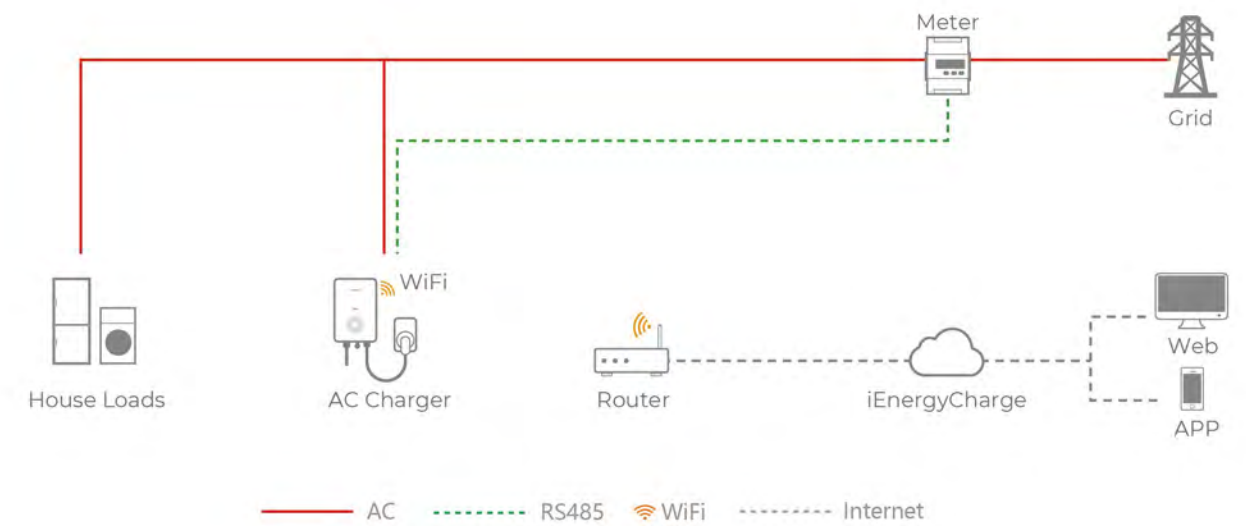 Meter
Grid
WiFi
House Loads
AC Charger
Router
iEnergyCharge
Web
APP
AC
RS485
WiFi
Internet